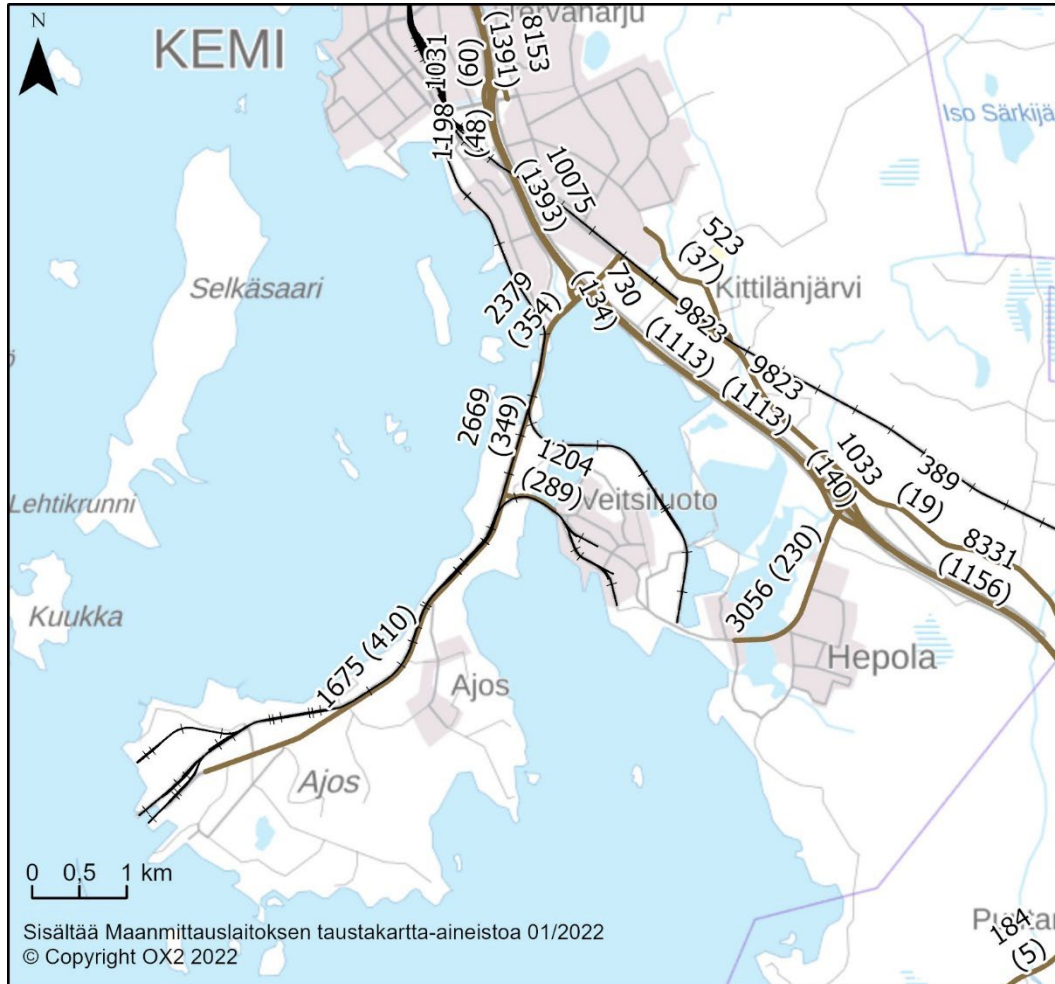 N
KEMI
Tervaharju
8153
(1391)
1031
(60)
1198
(48)
Iso Särkijä
10075
(1393)
523
(37)
Kittilänjärvi
Selkäsaari
2379
(354)
730
(134)
9823
(1113)
9823
(1113)
2669
(349)
1204
(289)
Veitsiluoto
1033
(19)
(140)
389
Lehtikrunni
8331
(1156)
3056 (230)
Kuukka
Hepola
1675 (410)
Ajos
Ajos
0 0,5 1 km
184
(5)
Sisältää Maanmittauslaitoksen taustakartta-aineistoa 01/2022
© Copyright OX2 2022